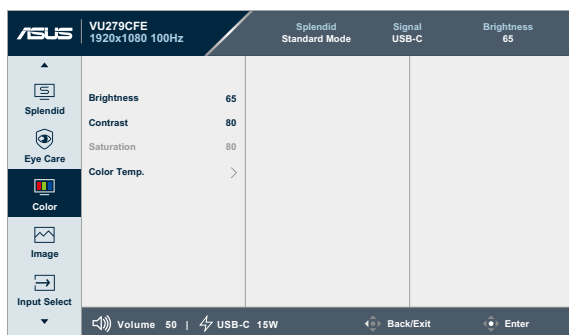 ASUS
VU279CFE
1920x1080 100Hz
Splendid
Standard Mode
Signal
USB-C
Brightness
65
Splendid
Eye Care
Color
Image
Input Select
Brightness 65
Contrast 80
Saturation 80
Color Temp.
Volume 50 | USB-C 15W
Back/Exit
Enter